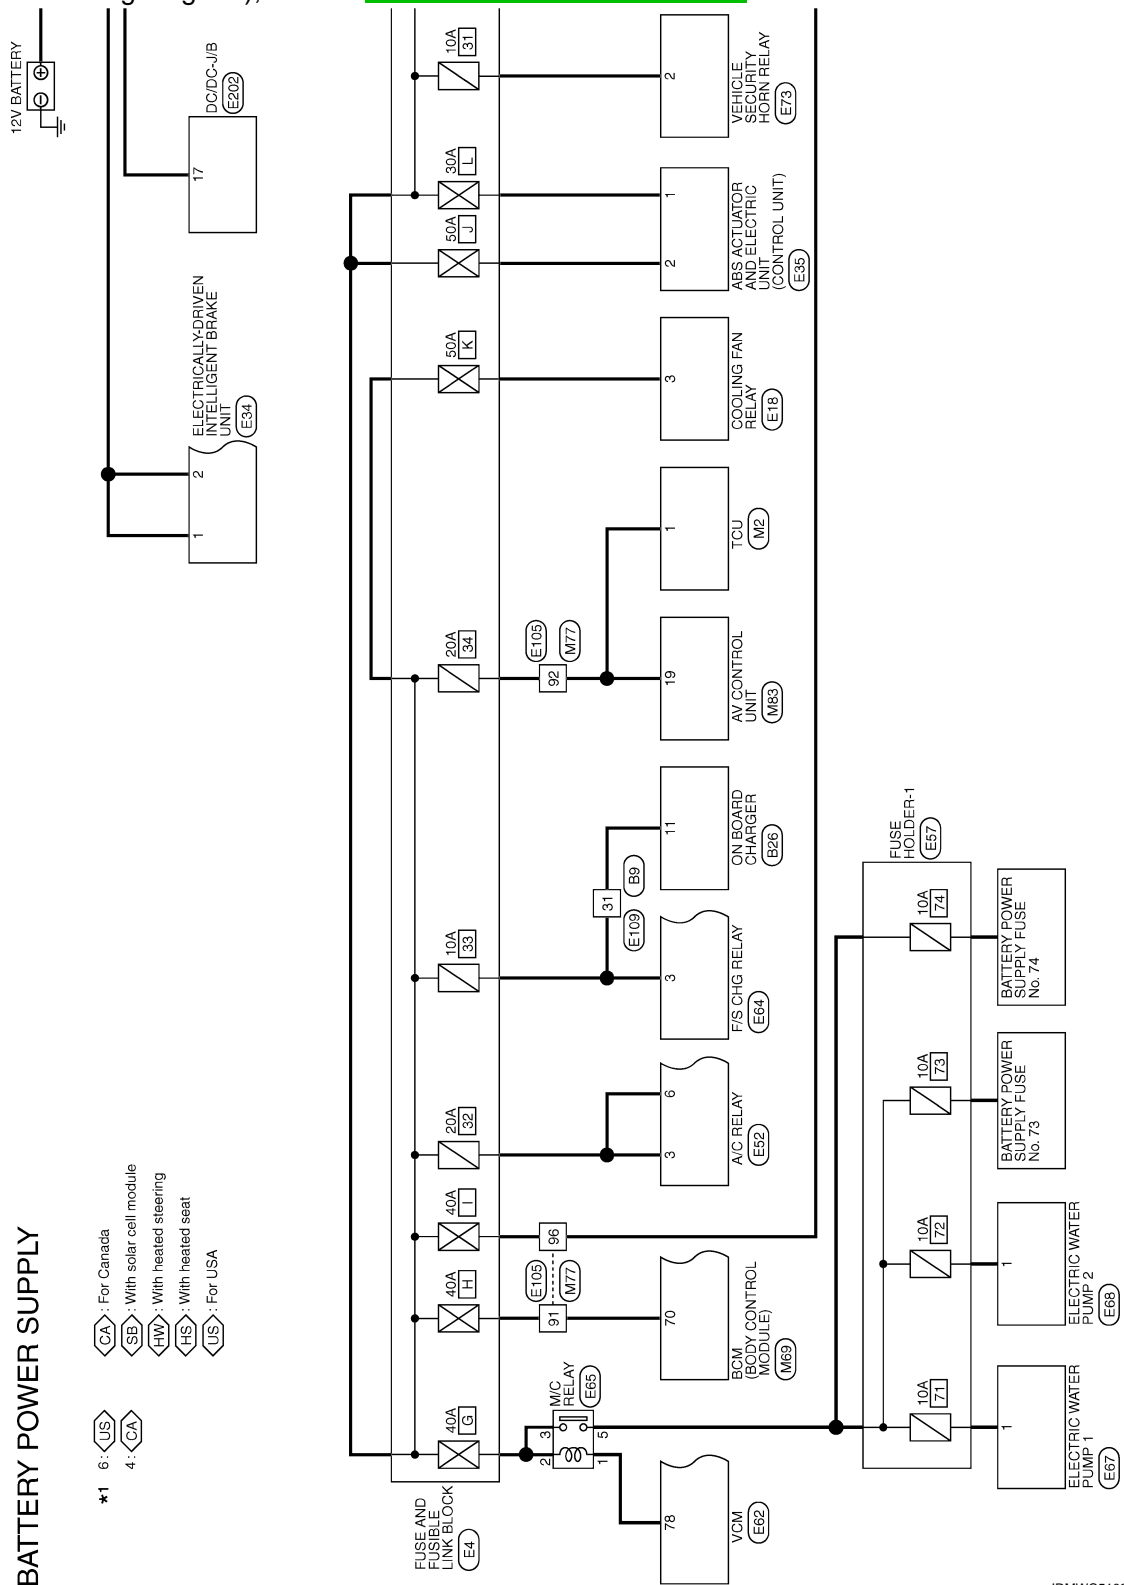 BATTERY POWER SUPPLY
*1
6 : US
4 : CA
CA : For Canada
SB : With solar cell module
HW : With heated steering
HS : With heated seat
US : For USA
12V BATTERY
DC/DC-J/B
E202
17
ELECTRICALLY-DRIVEN
INTELLIGENT BRAKE
UNIT
E34
1
2
FUSE AND
FUSIBLE
LINK BLOCK
E4
40A
G
40A
H
40A
I
20A
32
10A
33
20A
34
50A
K
50A
J
30A
L
10A
31
M/C
RELAY
E65
2
3
1
5
E105
M77
91
96
E109
31
B9
E105
M77
92
78
VCM
E62
70
BCM
(BODY CONTROL
MODULE)
M69
3
6
A/C RELAY
E52
3
F/S CHG RELAY
E64
11
ON BOARD
CHARGER
B26
19
AV CONTROL
UNIT
M83
1
TCU
M2
3
COOLING FAN
RELAY
E18
2
1
ABS ACTUATOR
AND ELECTRIC
UNIT
(CONTROL UNIT)
E35
2
VEHICLE
SECURITY
HORN RELAY
E73
FUSE
HOLDER-1
E57
10A
71
10A
72
10A
73
10A
74
1
ELECTRIC WATER
PUMP 1
E67
1
ELECTRIC WATER
PUMP 2
E68
BATTERY POWER
SUPPLY FUSE
No. 73
BATTERY POWER
SUPPLY FUSE
No. 74